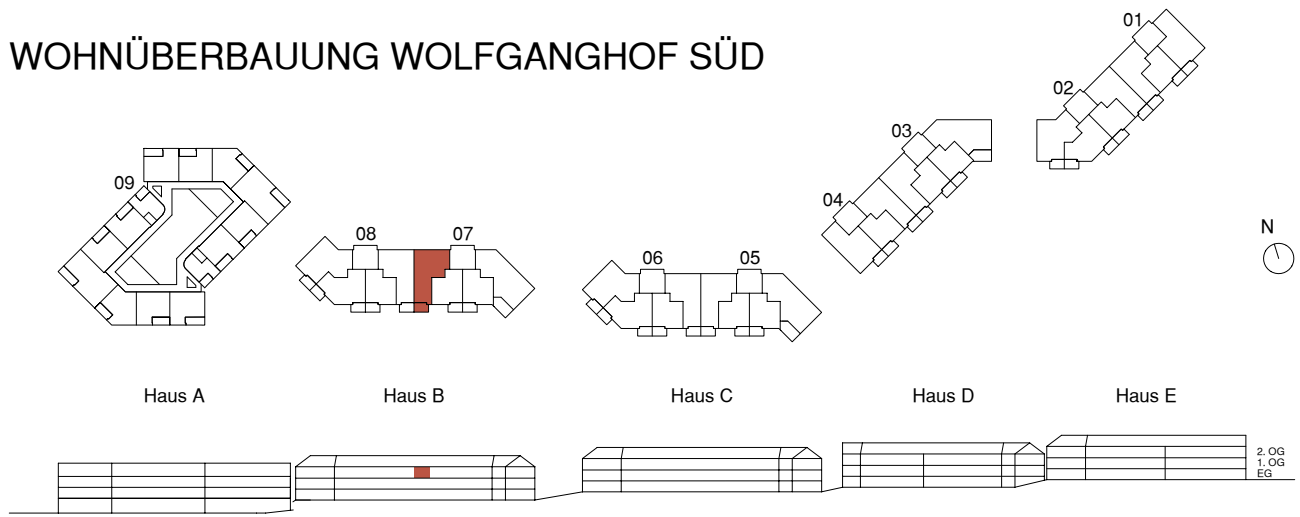 WOHNÜBERBAUUNG WOLFGANGHOF SÜD
01
02
03
04
09
08
07
06
05
N
Haus A
Haus B
Haus C
Haus D
Haus E
2. OG
1. OG
EG